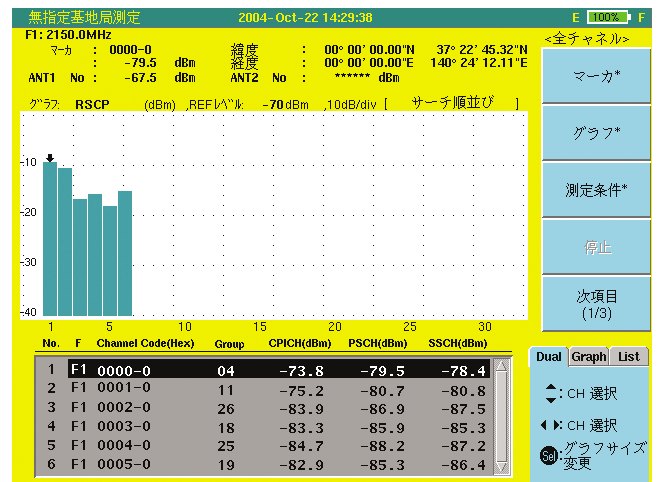 無指定基地局測定 2004-Oct-22 14:29:38 E 100% F
F1: 2150.0MHz <全チャネル>
マーカ : 0000-0 緯度 : 00° 00' 00.00"N 37° 22' 45.32"N
: -79.5 dBm 経度 : 00° 00' 00.00"E 140° 24' 12.11"E
ANT1 No : -67.5 dBm ANT2 No : ****** dBm
マーカ*
グラフ: RSCP (dBm) ,REFレベル: -70dBm ,10dB/div [ サーチ順並び ]
グラフ*
-10
測定条件*
-20
停止
-30
次項目
(1/3)
-40
1 5 10 15 20 25 30
No. F Channel Code(Hex) Group CPICH(dBm) PSCH(dBm) SSCH(dBm)
1 F1 0000-0 04 -73.8 -79.5 -78.4
2 F1 0001-0 11 -75.2 -80.7 -80.8
3 F1 0002-0 26 -83.9 -86.9 -87.5
4 F1 0003-0 18 -83.3 -85.9 -85.3
5 F1 0004-0 25 -84.7 -88.2 -87.2
6 F1 0005-0 19 -82.9 -85.3 -86.4
Dual Graph List
: CH 選択
: CH 選択
Sel :グラフサイズ
変更